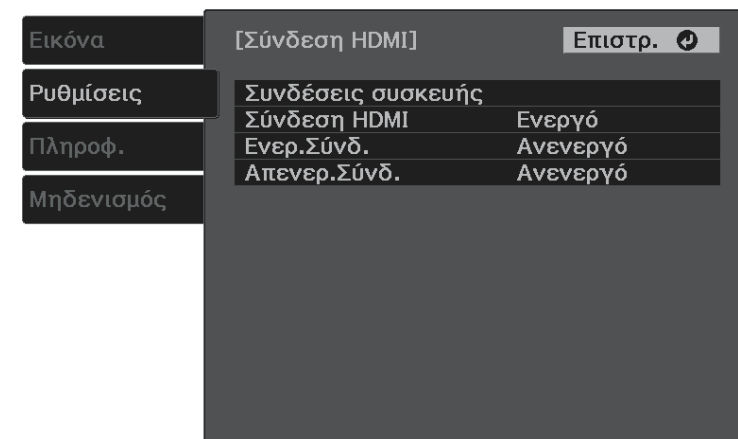 Εικόνα
Ρυθμίσεις
Πληροφ.
Μηδενισμός
[Σύνδεση HDMI]
Επιστρ.
Συνδέσεις συσκευής
Σύνδεση HDMI Ενεργό
Ενερ.Σύνδ. Ανενεργό
Απενερ.Σύνδ. Ανενεργό